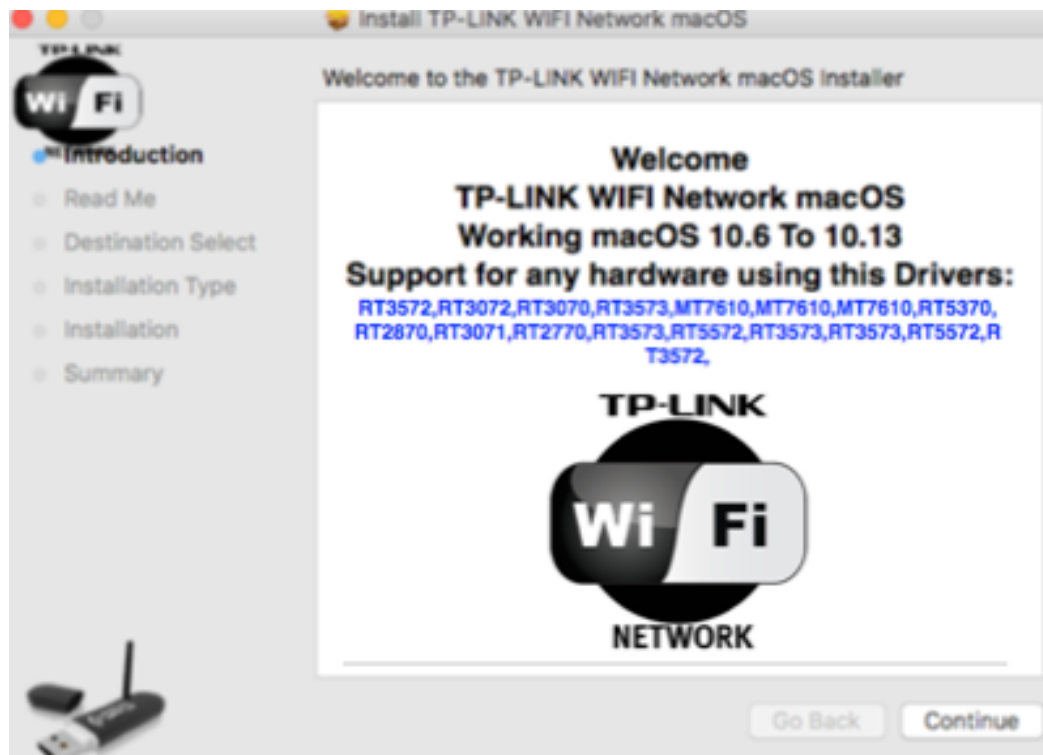 Install TP-LINK WIFI Network macOS
TP-LINK
Wi Fi
Welcome to the TP-LINK WIFI Network macOS Installer
Introduction
Read Me
Destination Select
Installation Type
Installation
Summary
Welcome
TP-LINK WIFI Network macOS
Working macOS 10.6 To 10.13
Support for any hardware using this Drivers:
RT3572,RT3072,RT3070,RT3573,MT7610,MT7610,MT7610,RT5370,
RT2870,RT3071,RT2770,RT3573,RT5572,RT3573,RT3573,RT5572,R
T3572,
TP-LINK
Wi Fi
NETWORK
Go Back
Continue